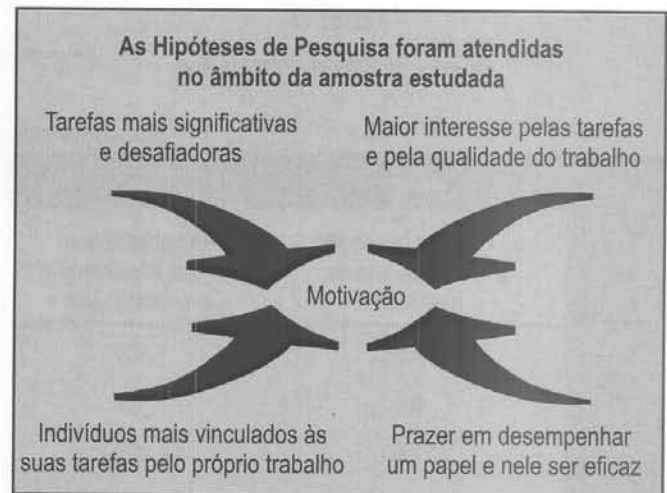 As Hipóteses de Pesquisa foram atendidas
no âmbito da amostra estudada
Tarefas mais significativas
e desafiadoras
Maior interesse pelas tarefas
e pela qualidade do trabalho
Motivação
Indivíduos mais vinculados às
suas tarefas pelo próprio trabalho
Prazer em desempenhar
um papel e nele ser eficaz